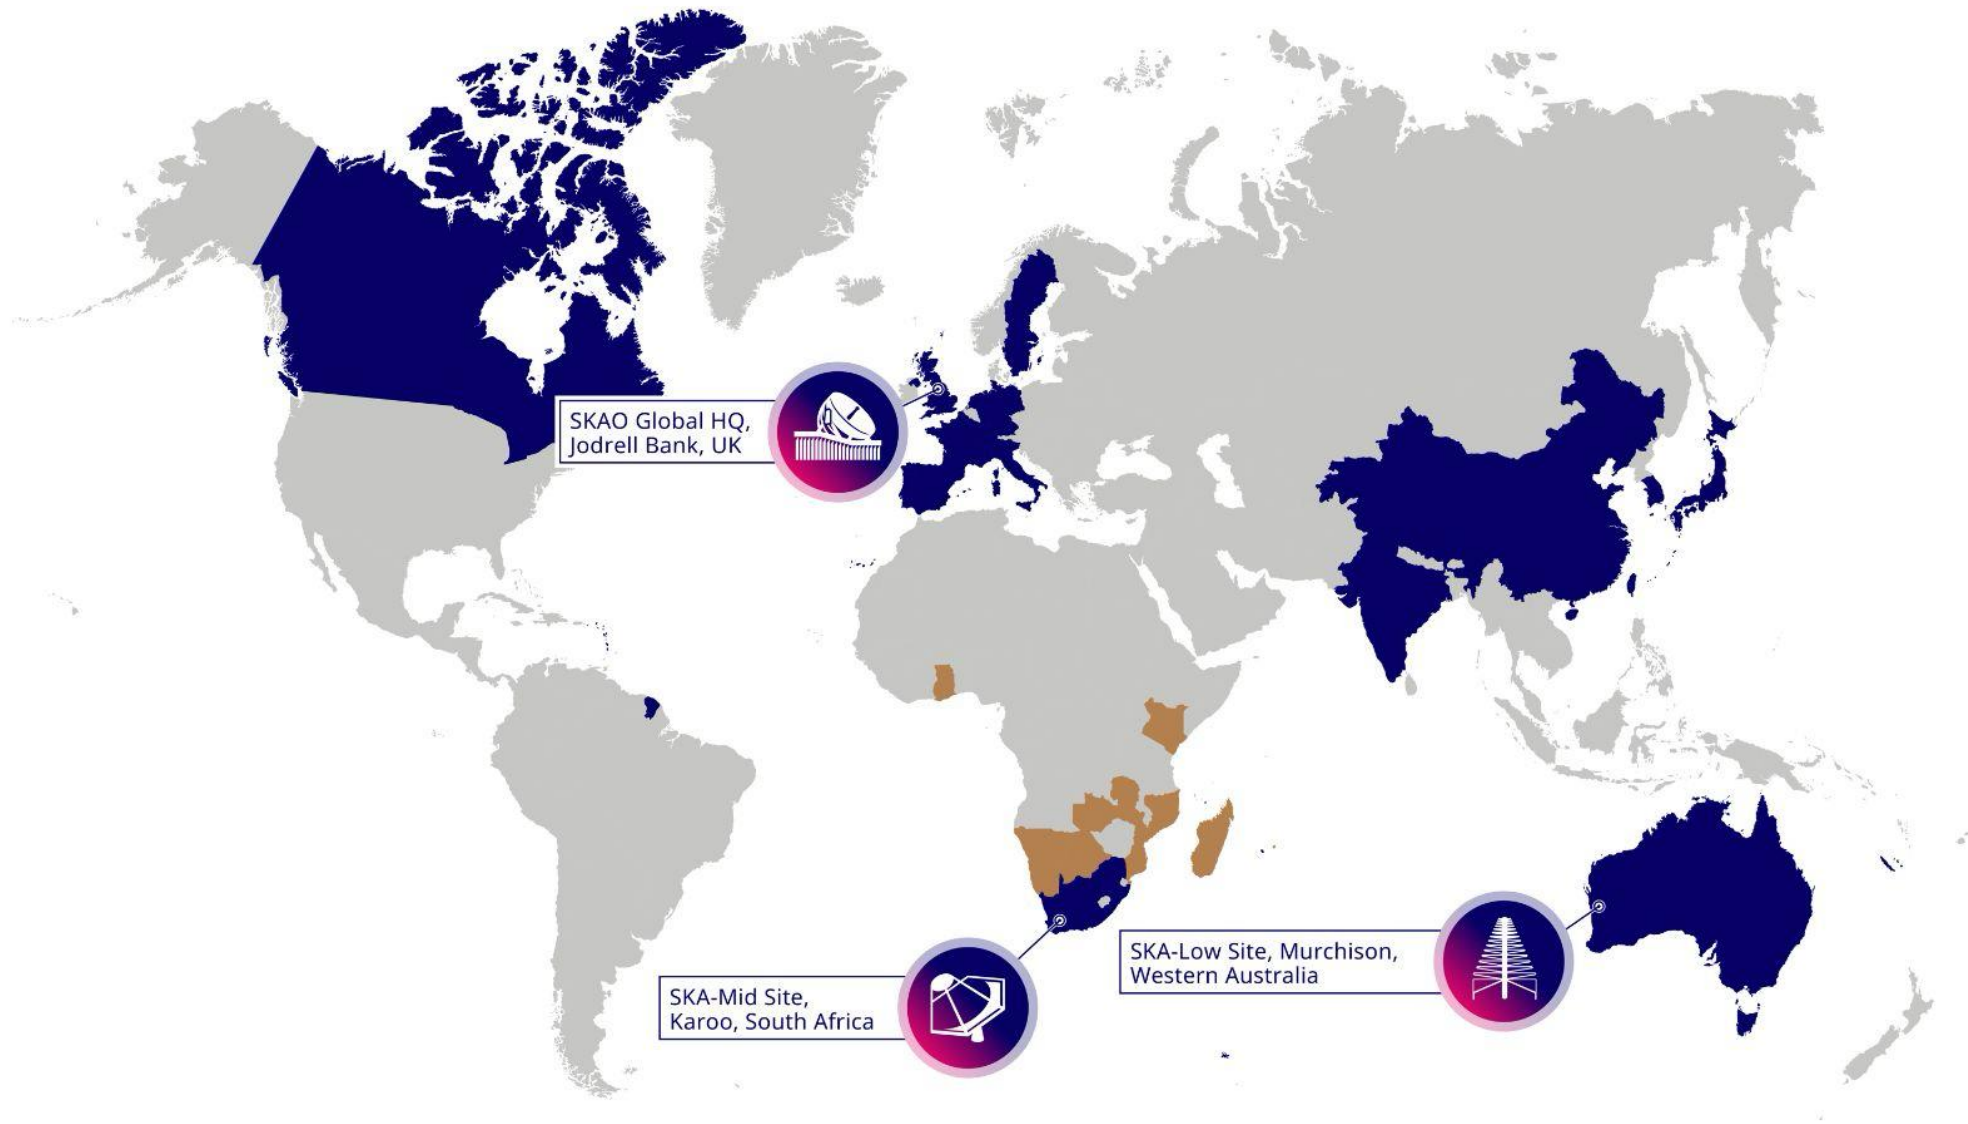 SKAO Global HQ,
Jodrell Bank, UK
SKA-Mid Site,
Karoo, South Africa
SKA-Low Site, Murchison,
Western Australia